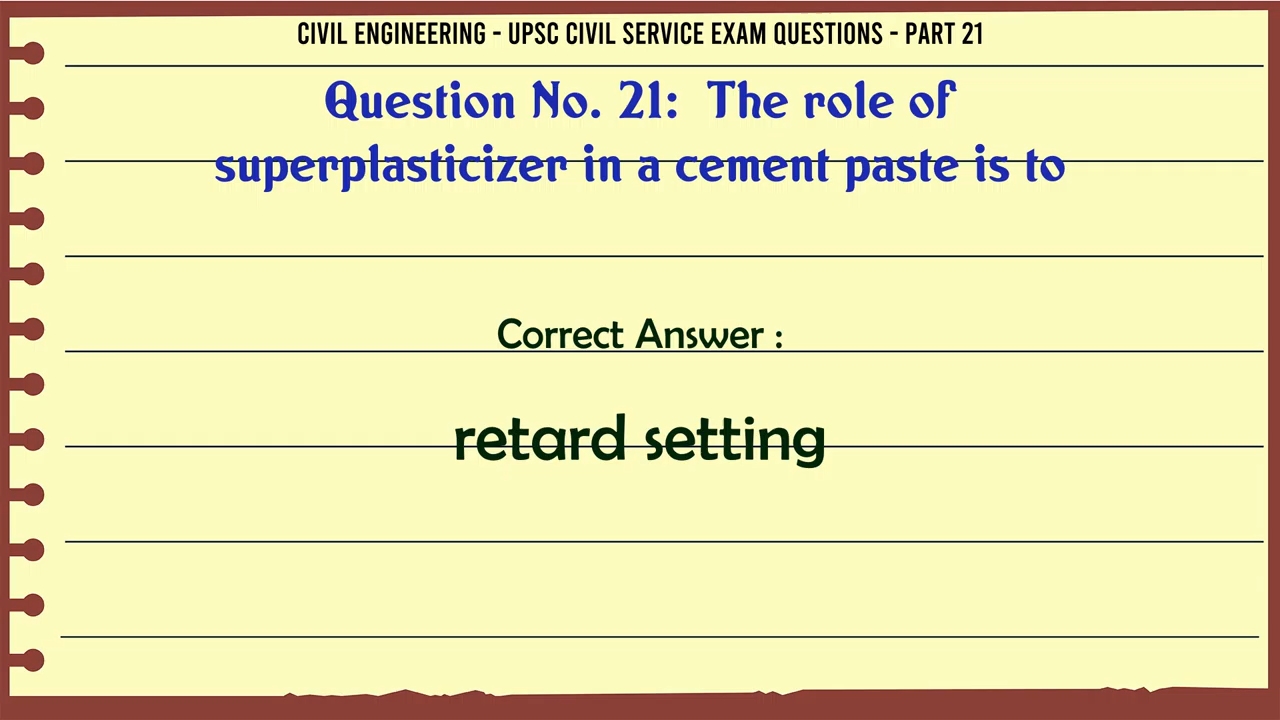 CIVIL ENGINEERING - UPSC CIVIL SERVICE EXAM QUESTIONS - PART 21
Question No. 21: The role of
superplasticizer in a cement paste is to
Correct Answer :
retard setting